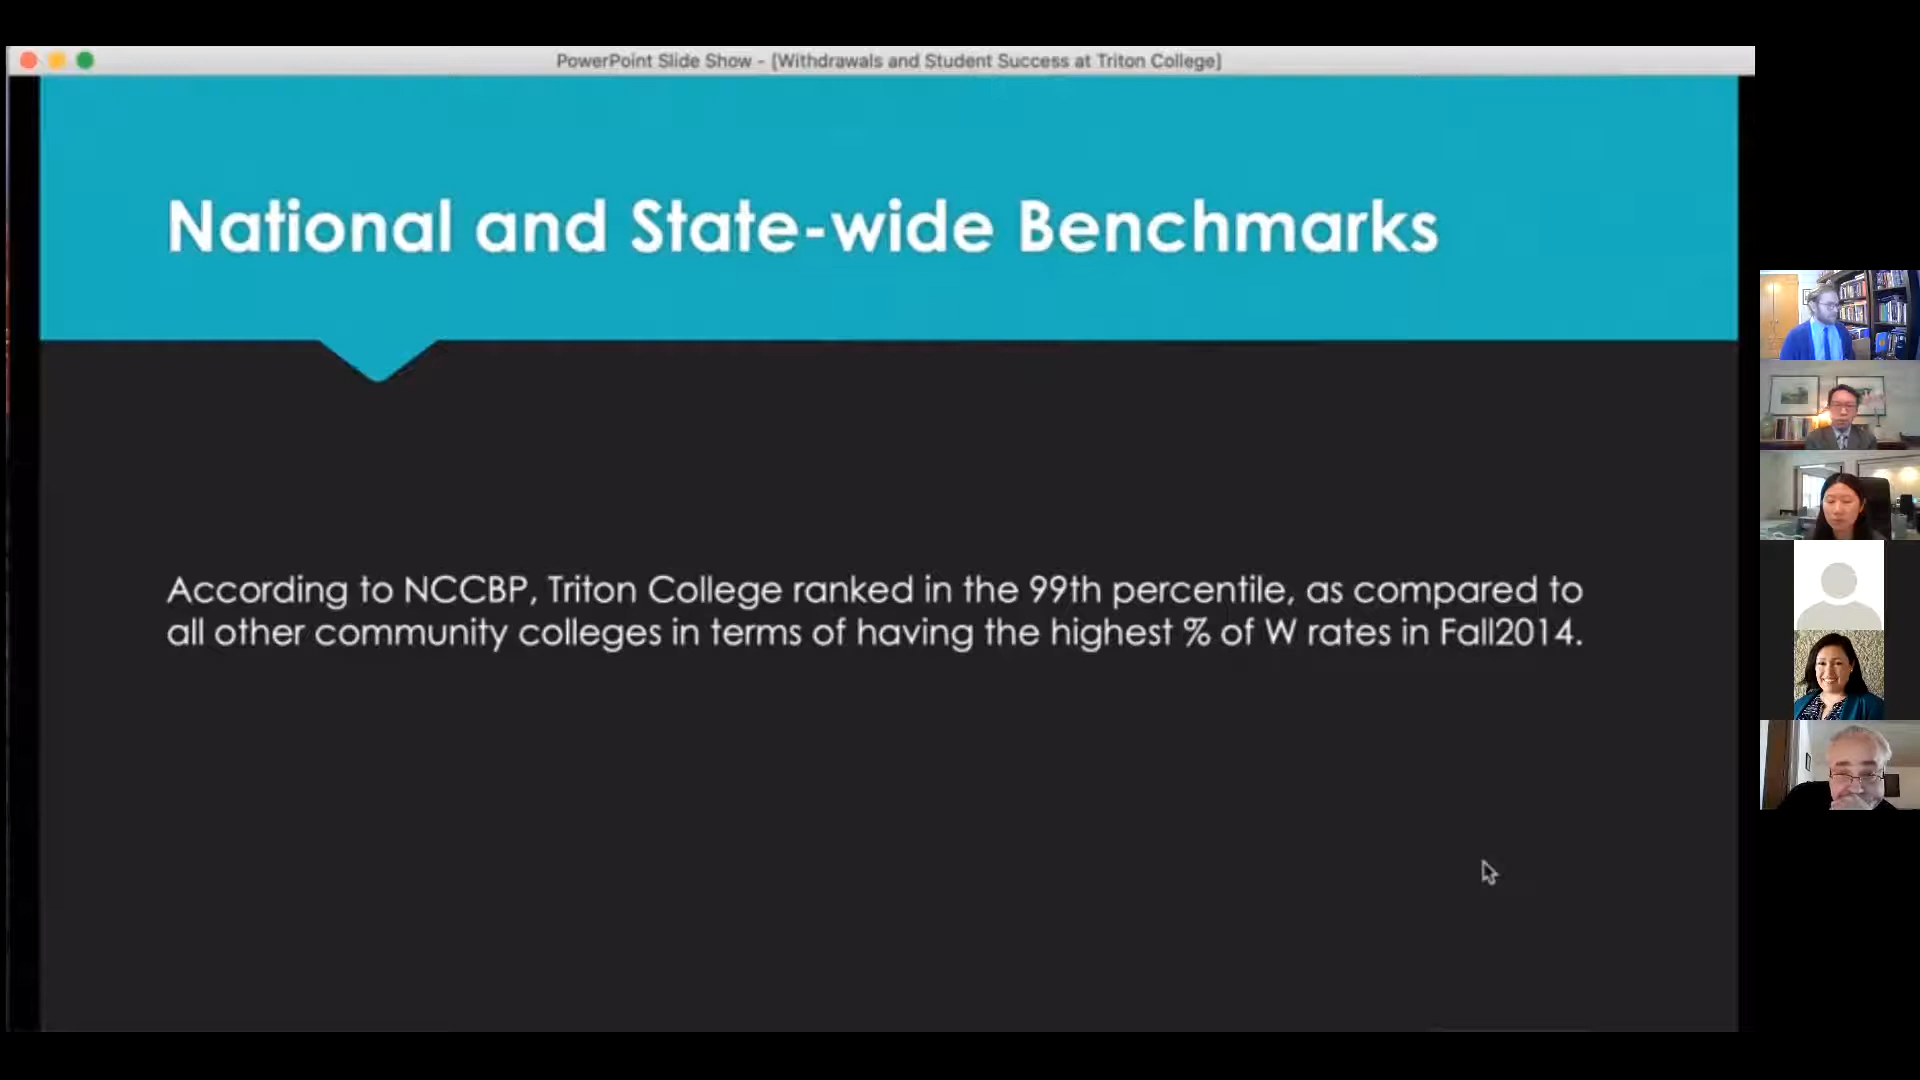 PowerPoint Slide Show - [Withdrawals and Student Success at Triton College]
National and State-wide Benchmarks
According to NCCBP, Triton College ranked in the 99th percentile, as compared to
all other community colleges in terms of having the highest % of W rates in Fall2014.